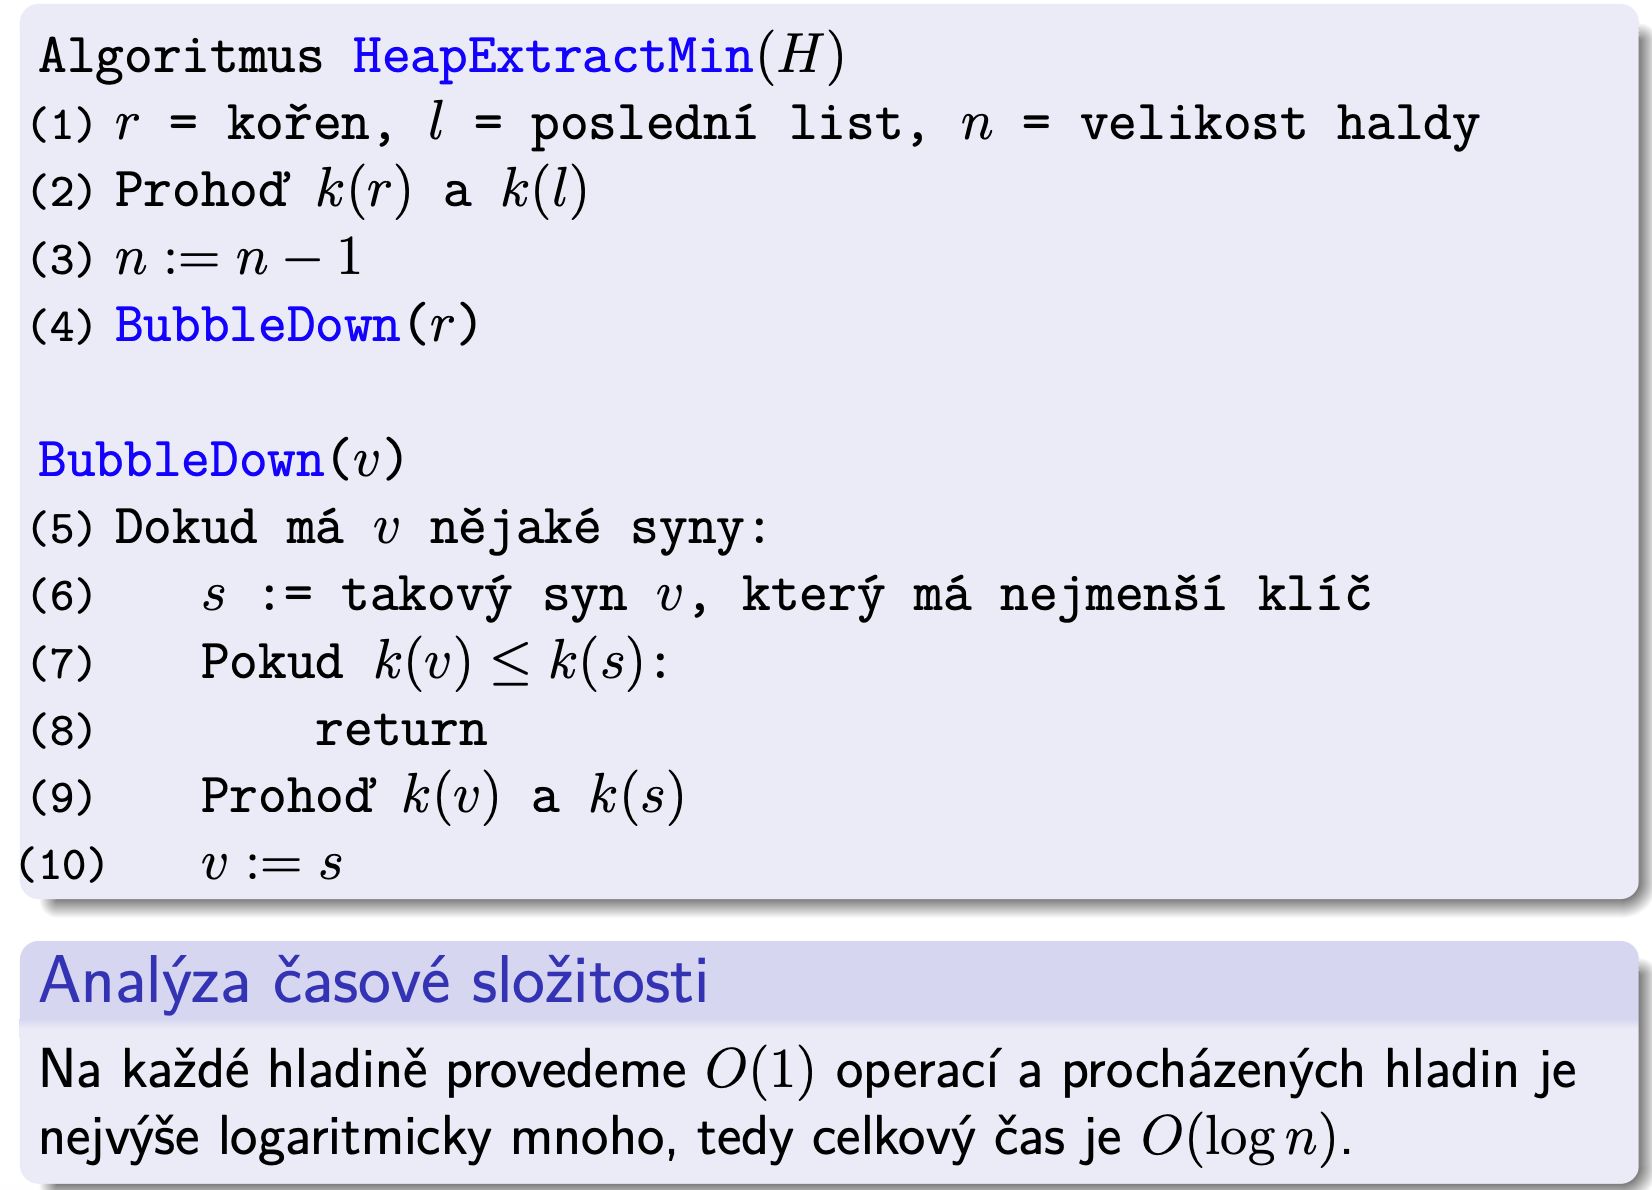 Algoritmus HeapExtractMin(H)
(1) r = kořen, l = poslední list, n = velikost haldy
(2) Prohoď k(r) a k(l)
(3) n := n − 1
(4) BubbleDown(r)
BubbleDown(v)
(5) Dokud má v nějaké syny:
(6) s := takový syn v, který má nejmenší klíč
(7) Pokud k(v) ≤ k(s):
(8) return
(9) Prohoď k(v) a k(s)
(10) v := s
Analýza časové složitosti
Na každé hladině provedeme O(1) operací a procházených hladin je
nejvýše logaritmicky mnoho, tedy celkový čas je O(log n).